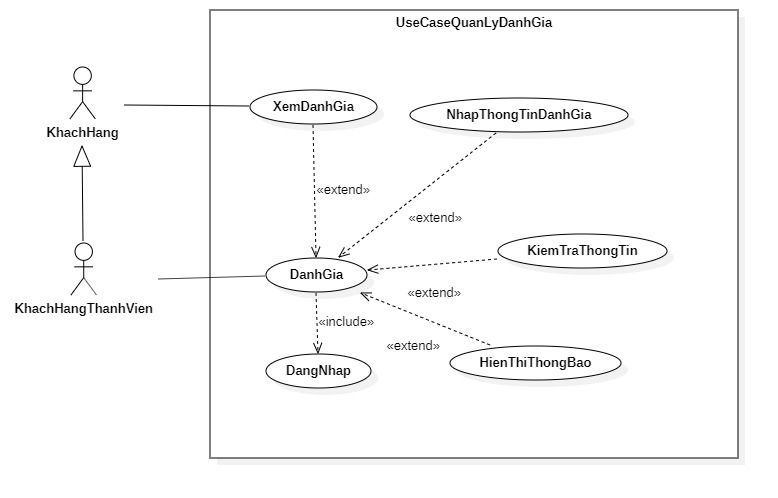 UseCaseQuanLyDanhGia
KhachHang
XemDanhGia
NhapThongTinDanhGia
«extend»
«extend»
KhachHangThanhVien
DanhGia
KiemTraThongTin
«extend»
«include»
«extend»
DangNhap
HienThiThongBao